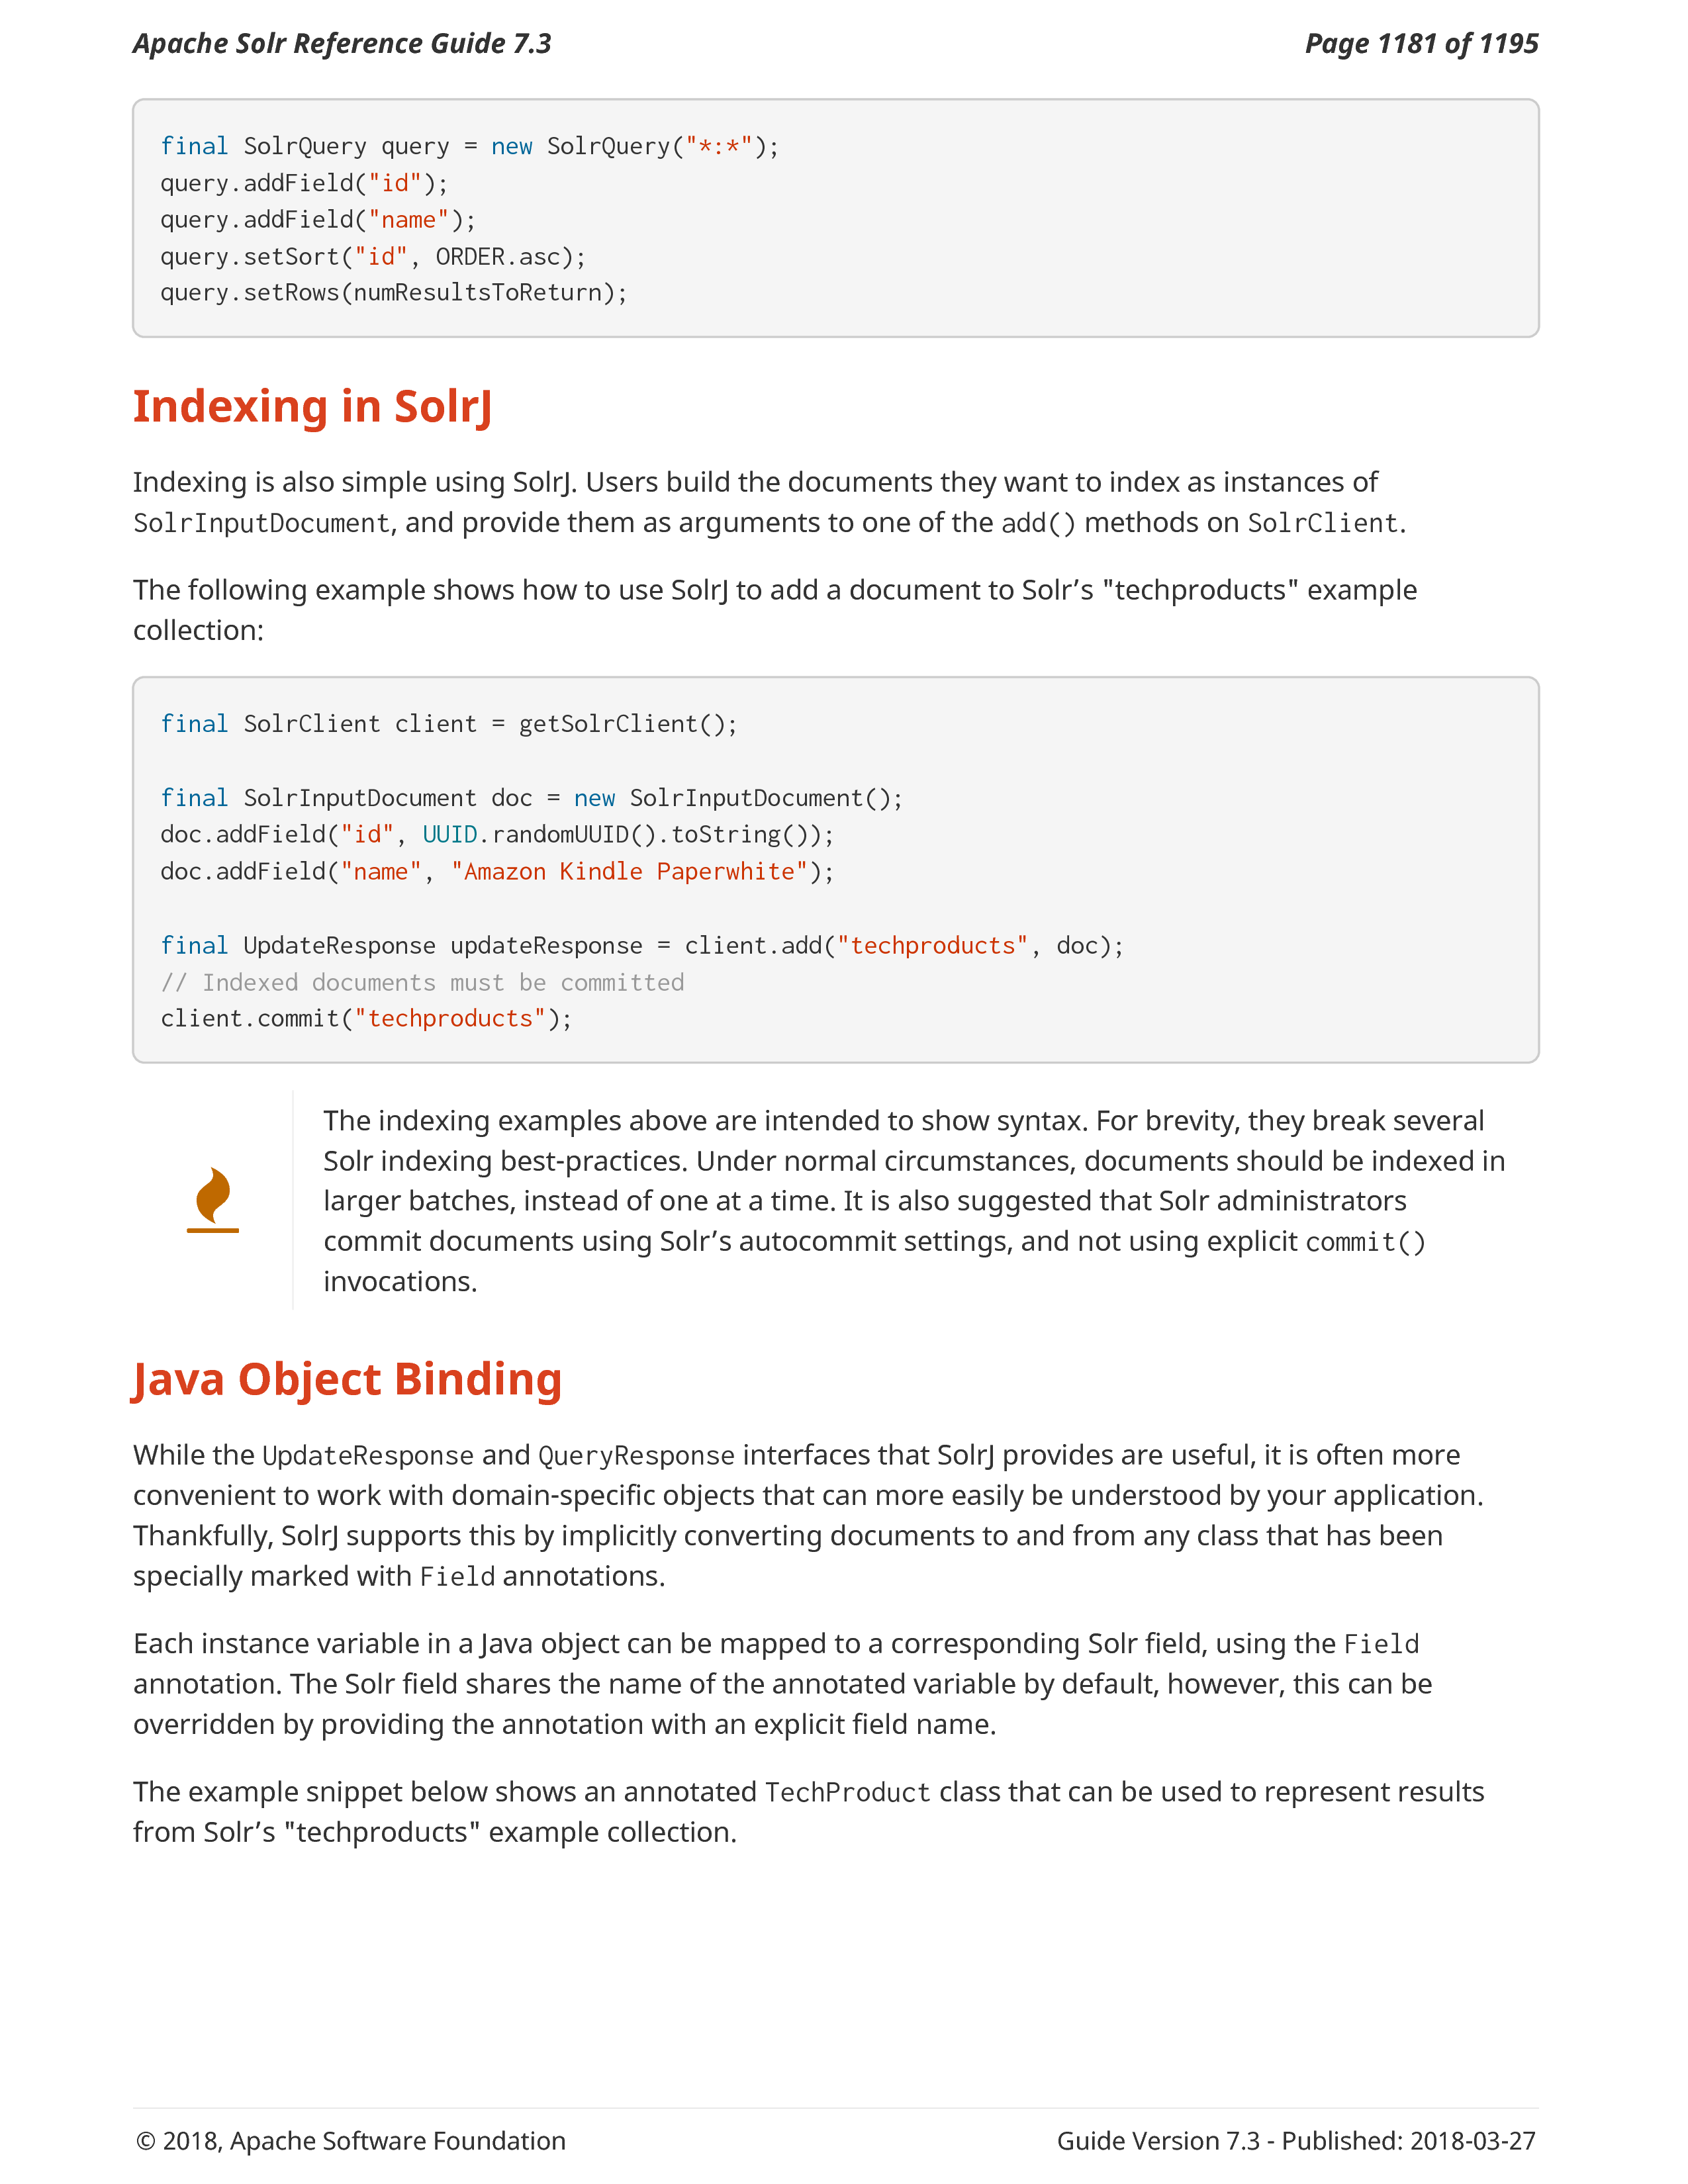 Apache Solr Reference Guide 7.3
Page 1181 of 1195
final SolrQuery query = new SolrQuery("*:*");
query.addField("id");
query.addField("name");
query.setSort("id", ORDER.asc);
query.setRows(numResultsToReturn);
Indexing in SolrJ
Indexing is also simple using SolrJ. Users build the documents they want to index as instances of
SolrInputDocument, and provide them as arguments to one of the add() methods on SolrClient.
The following example shows how to use SolrJ to add a document to Solr’s "techproducts" example
collection:
final SolrClient client = getSolrClient();
final SolrInputDocument doc = new SolrInputDocument();
doc.addField("id", UUID.randomUUID().toString());
doc.addField("name", "Amazon Kindle Paperwhite");
final UpdateResponse updateResponse = client.add("techproducts", doc);
// Indexed documents must be committed
client.commit("techproducts");
The indexing examples above are intended to show syntax. For brevity, they break several
Solr indexing best-practices. Under normal circumstances, documents should be indexed in
larger batches, instead of one at a time. It is also suggested that Solr administrators
commit documents using Solr’s autocommit settings, and not using explicit commit()
invocations.
Java Object Binding
While the UpdateResponse and QueryResponse interfaces that SolrJ provides are useful, it is often more
convenient to work with domain-specific objects that can more easily be understood by your application.
Thankfully, SolrJ supports this by implicitly converting documents to and from any class that has been
specially marked with Field annotations.
Each instance variable in a Java object can be mapped to a corresponding Solr field, using the Field
annotation. The Solr field shares the name of the annotated variable by default, however, this can be
overridden by providing the annotation with an explicit field name.
The example snippet below shows an annotated TechProduct class that can be used to represent results
from Solr’s "techproducts" example collection.
© 2018, Apache Software Foundation
Guide Version 7.3 - Published: 2018-03-27